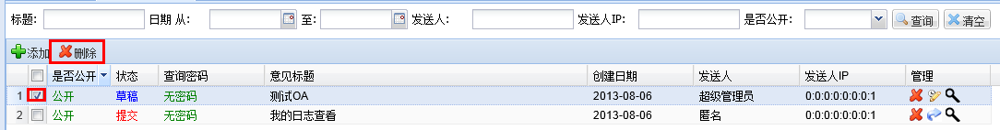 标题: 日期 从: 至: 发送人: 发送人IP: 是否公开: 查询 清空
添加 删除
是否公开 状态 查询密码 意见标题 创建日期 发送人 发送人IP 管理
1 公开 草稿 无密码 测试OA 2013-08-06 超级管理员 0:0:0:0:0:0:0:1
2 公开 提交 无密码 我的日志查看 2013-08-06 匿名 0:0:0:0:0:0:0:1